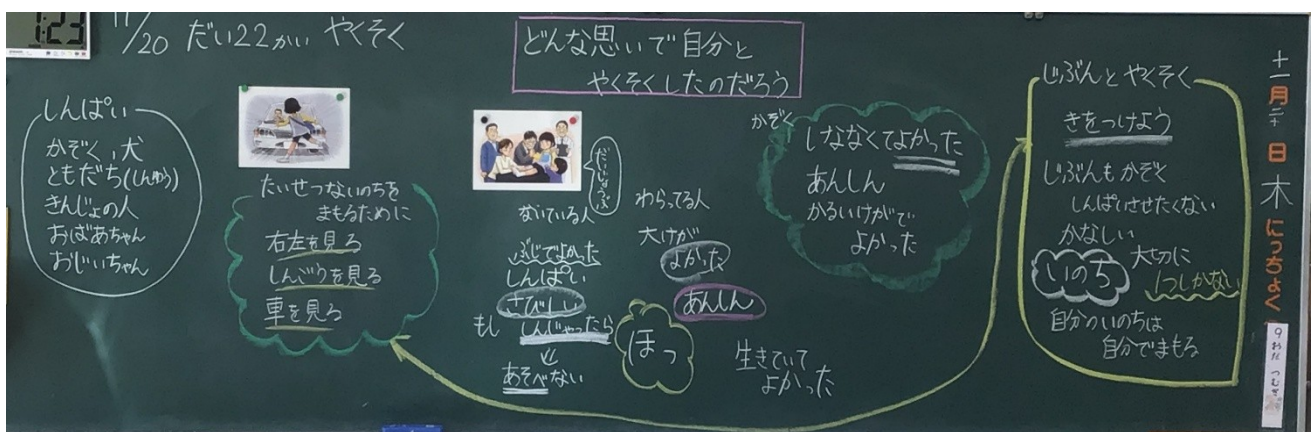 1:23
11/20 だい22かい やくそく
どんな思いで自分と
やくそくしたのだろう
しんぱい
かぞく、犬
ともだち(しんゆう)
きんじょの人
おばあちゃん
おじいちゃん
たいせつないのちを
まもるために
右左を見る
しんごうを見る
車を見る
だいじょうぶ
ないている人
ぶじでよかった
しんぱい
さびしい
もし しんじゃったら
あそべない
わらってる人
大けが
よかった
あんしん
ほっ
生きていて
よかった
かぞく
しななくてよかった
あんしん
かるいけがで
よかった
じぶんとやくそく
きをつけよう
じぶんもかぞく
しんぱいさせたくない
かなしい
いのち 大切に
1つしかない
自分のいのちは
自分でまもる
十一月二十日 木 にっちょく
9